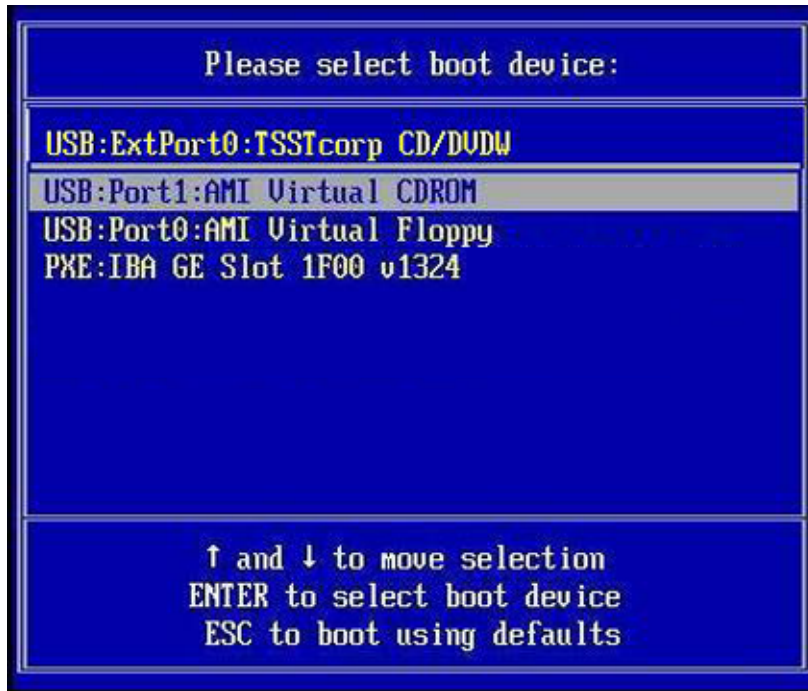 Please select boot device:
USB:ExtPort0:TSSTcorp CD/DVDW
USB:Port1:AMI Virtual CDROM
USB:Port0:AMI Virtual Floppy
PXE:IBA GE Slot 1F00 v1324
↑ and ↓ to move selection
ENTER to select boot device
ESC to boot using defaults